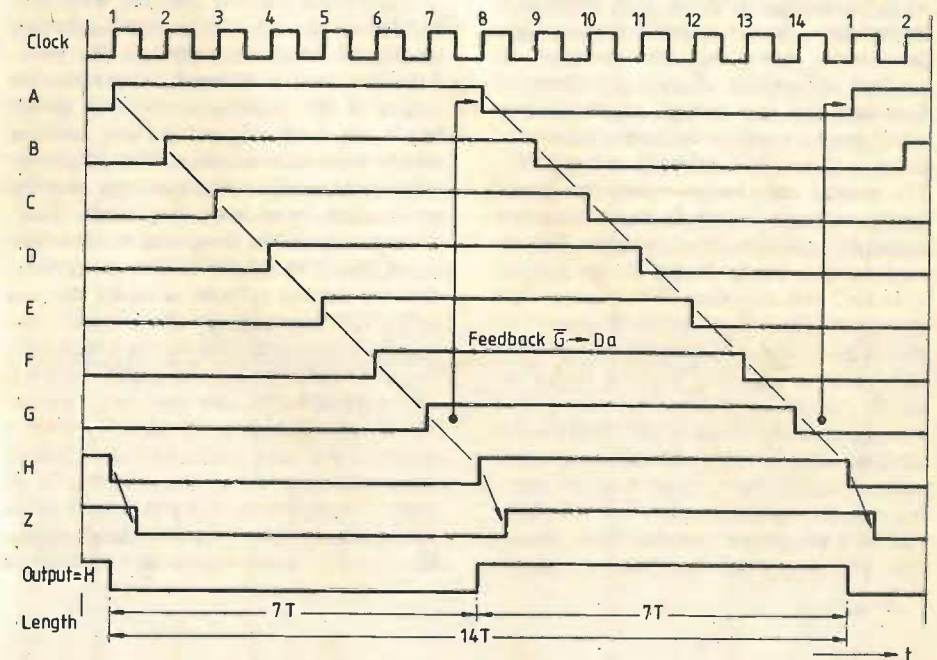 1 2 3 4 5 6 7 8 9 10 11 12 13 14 1 2
Clock
A
B
C
D
E
Feedback G̅ → Da
F
G
H
Z
Output=H
Length
7T 7T
14T
t